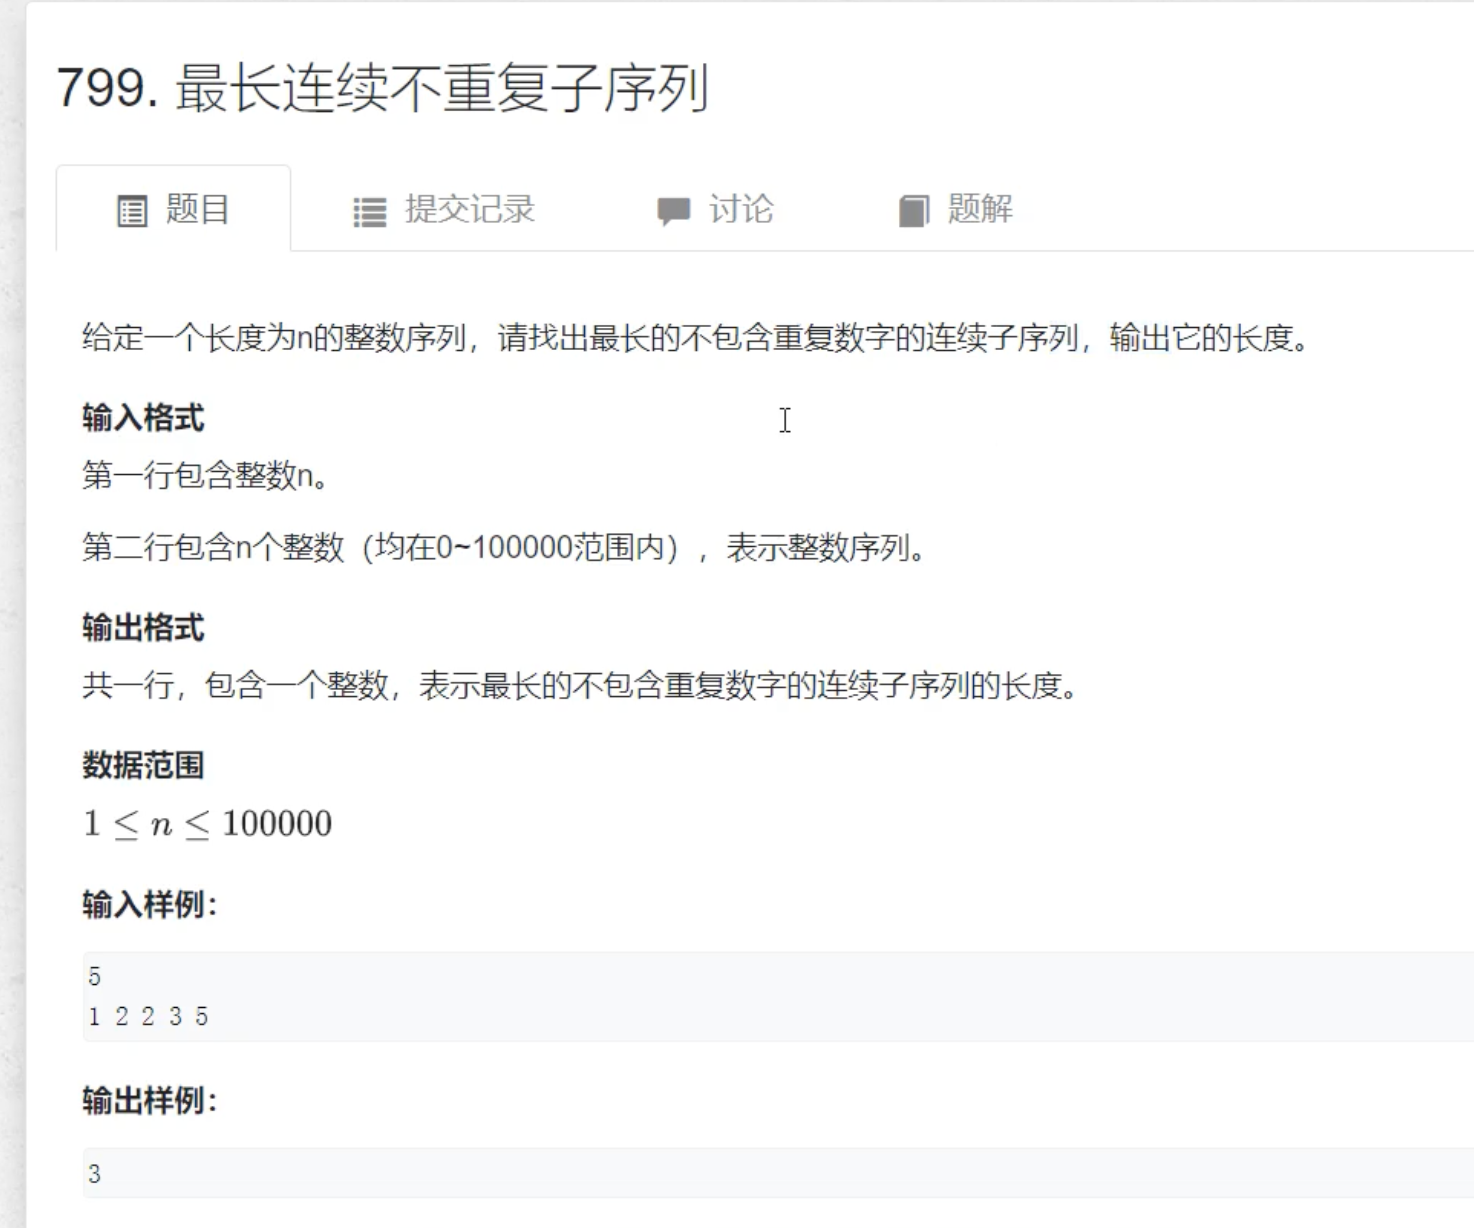 799. 最长连续不重复子序列
题目 提交记录 讨论 题解
给定一个长度为n的整数序列，请找出最长的不包含重复数字的连续子序列，输出它的长度。
输入格式
第一行包含整数n。
第二行包含n个整数（均在0~100000范围内），表示整数序列。
输出格式
共一行，包含一个整数，表示最长的不包含重复数字的连续子序列的长度。
数据范围
1 ≤ n ≤ 100000
输入样例：
5
1 2 2 3 5
输出样例：
3